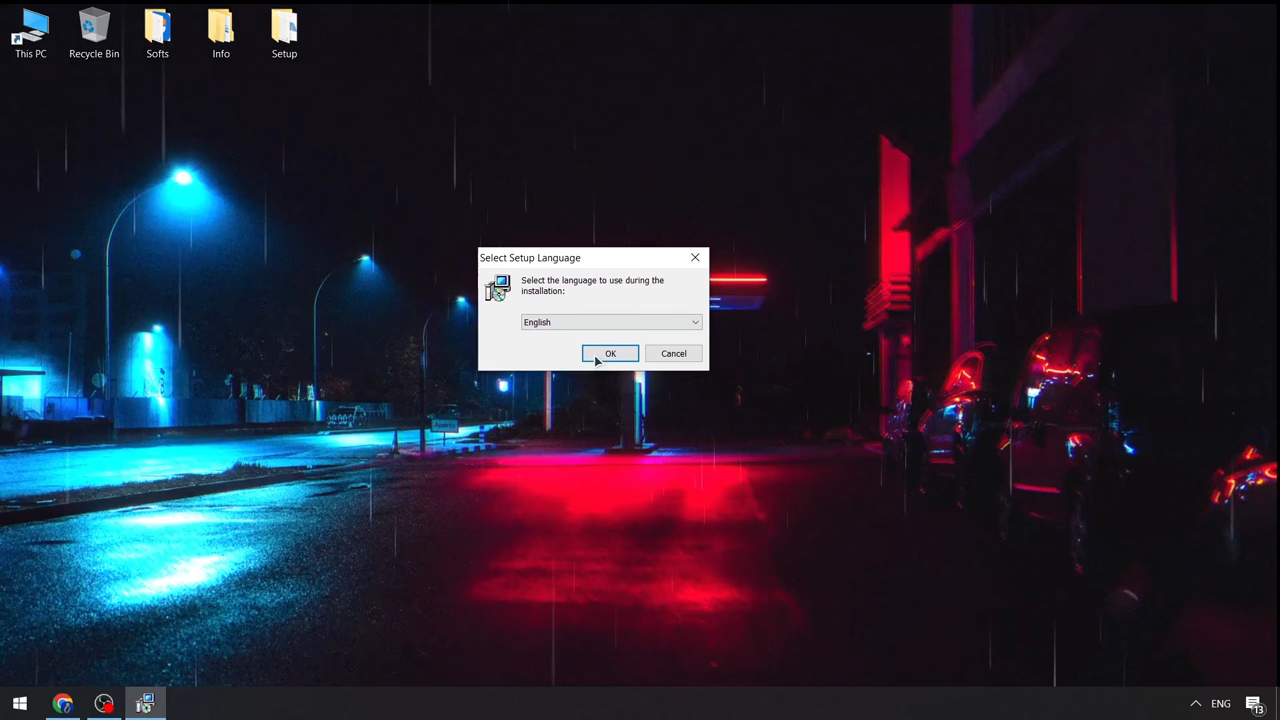 This PC
Recycle Bin
Softs
Info
Setup
Select Setup Language
Select the language to use during the
installation:
English
OK
Cancel
ENG
13